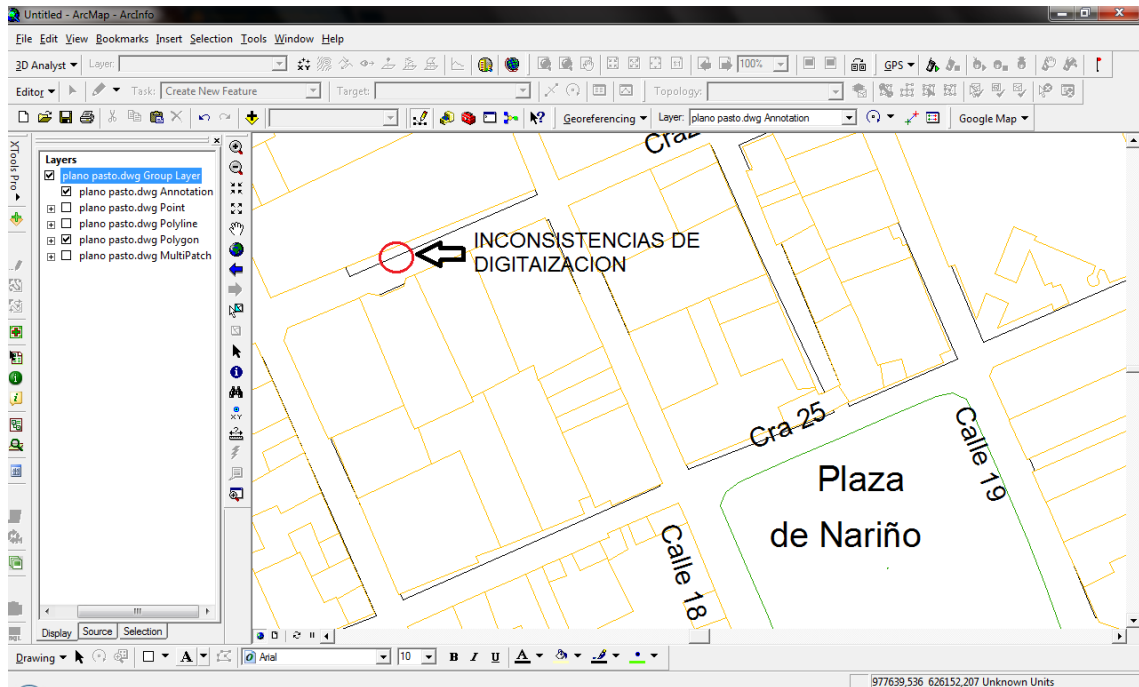 Untitled - ArcMap - ArcInfo
File Edit View Bookmarks Insert Selection Tools Window Help
3D Analyst Layer: 100% GPS
Editor Task: Create New Feature Target: Topology:
Georeferencing Layer: plano pasto.dwg Annotation Google Map
XTools Pro
Layers
plano pasto.dwg Group Layer
plano pasto.dwg Annotation
plano pasto.dwg Point
plano pasto.dwg Polyline
plano pasto.dwg Polygon
plano pasto.dwg MultiPatch
INCONSISTENCIAS DE
DIGITAIZACION
Cra 25
Calle 19
Plaza
de Nariño
Calle 18
Display Source Selection
Drawing A Arial 10 B I U A
977639,536 626152,207 Unknown Units